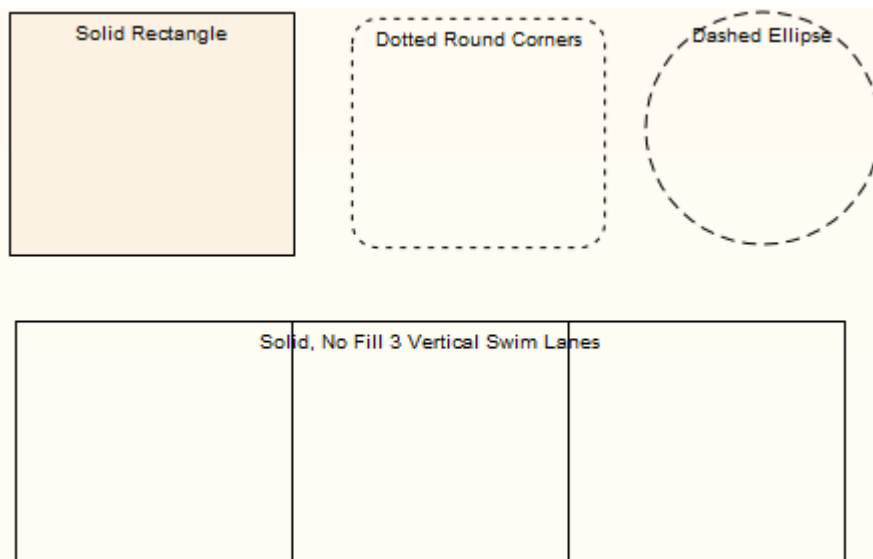 Solid Rectangle
Dotted Round Corners
Dashed Ellipse
Solid, No Fill 3 Vertical Swim Lanes